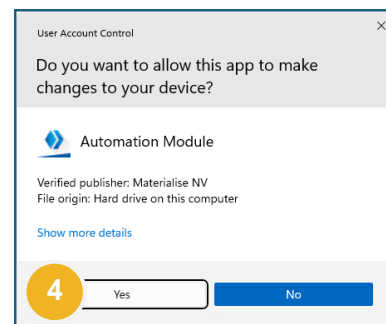 User Account Control
Do you want to allow this app to make
changes to your device?
Automation Module
Verified publisher: Materialise NV
File origin: Hard drive on this computer
Show more details
4
Yes
No